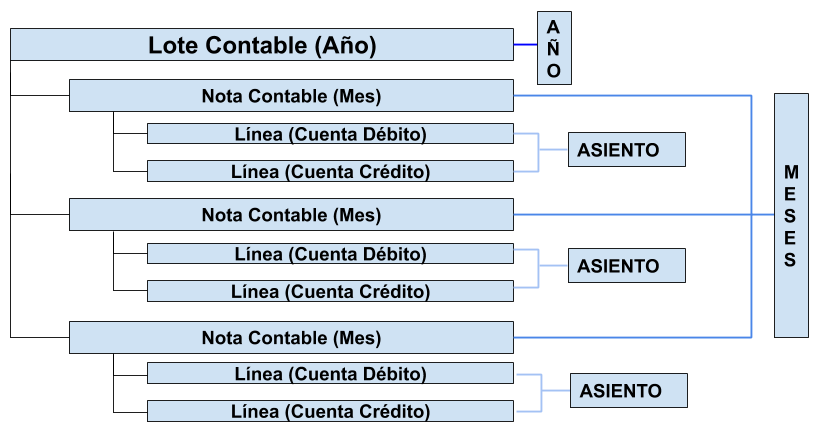 Lote Contable (Año)
AÑO
Nota Contable (Mes)
Línea (Cuenta Débito)
Línea (Cuenta Crédito)
ASIENTO
Nota Contable (Mes)
Línea (Cuenta Débito)
Línea (Cuenta Crédito)
ASIENTO
Nota Contable (Mes)
Línea (Cuenta Débito)
Línea (Cuenta Crédito)
ASIENTO
MESES